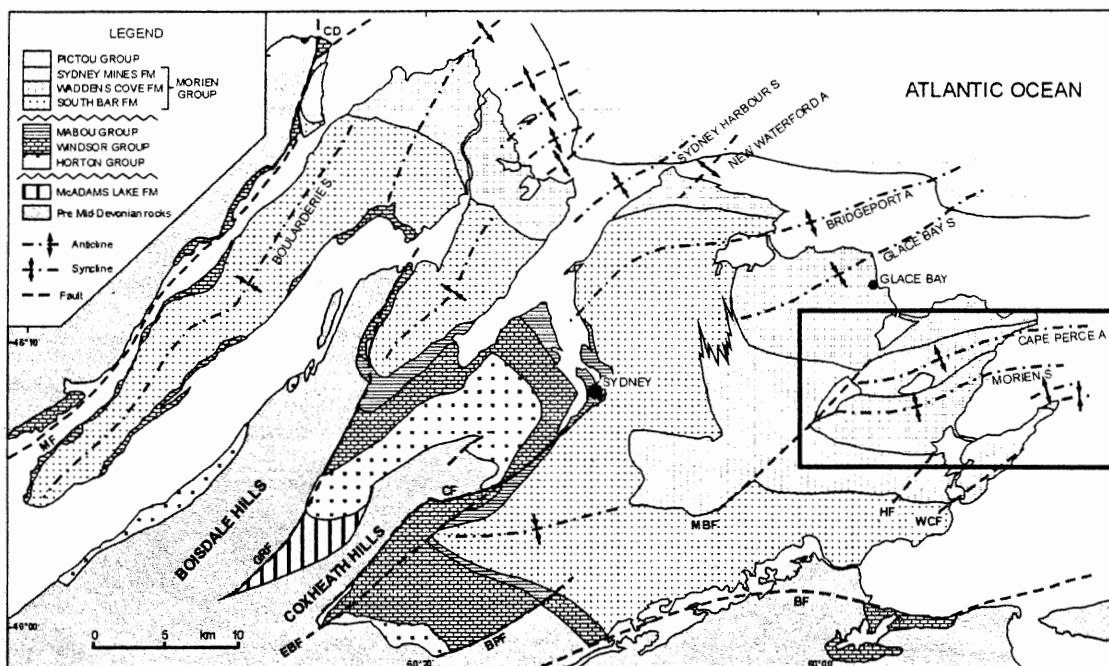 LEGEND
PICTOU GROUP
SYDNEY MINES FM
WADDENS COVE FM
SOUTH BAR FM
MORIEN
GROUP
MABOU GROUP
WINDSOR GROUP
HORTON GROUP
McADAMS LAKE FM
Pre Mid-Devonian rocks
Anticline
Syncline
Fault
CD
ATLANTIC OCEAN
SYDNEY HARBOUR S
NEW WATERFORD A
BRIDGEPORT A
GLACE BAY S
GLACE BAY
BOULARDERIE S
CAPE PERCE A
MORIEN S
SYDNEY
46°10'
MF
BOISDALE HILLS
COXHEATH HILLS
GRF
CF
MBF
HF
WCF
BF
EBF
BPF
46°00'
0 5 10
km
60°20'
60°00'